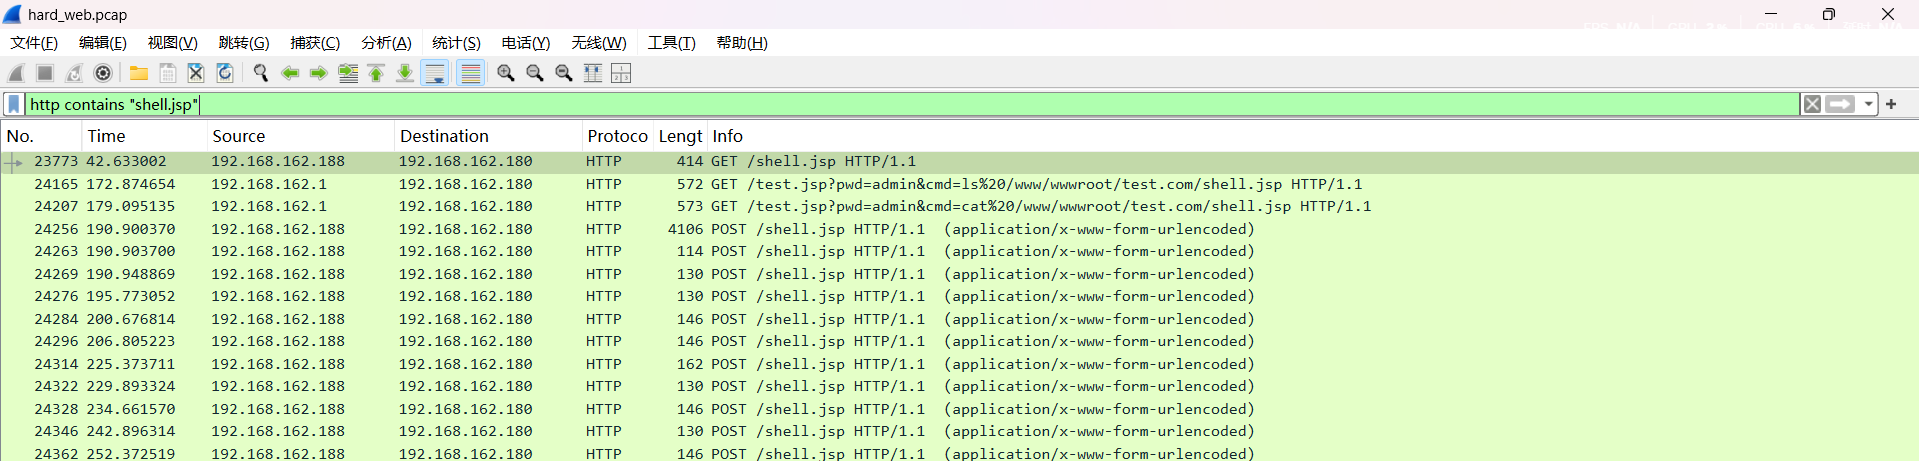 hard_web.pcap
文件(F) 编辑(E) 视图(V) 跳转(G) 捕获(C) 分析(A) 统计(S) 电话(Y) 无线(W) 工具(T) 帮助(H)
http contains "shell.jsp"
No. Time Source Destination Protoco Lengt Info
23773 42.633002 192.168.162.188 192.168.162.180 HTTP 414 GET /shell.jsp HTTP/1.1
24165 172.874654 192.168.162.1 192.168.162.180 HTTP 572 GET /test.jsp?pwd=admin&cmd=ls%20/www/wwwroot/test.com/shell.jsp HTTP/1.1
24207 179.095135 192.168.162.1 192.168.162.180 HTTP 573 GET /test.jsp?pwd=admin&cmd=cat%20/www/wwwroot/test.com/shell.jsp HTTP/1.1
24256 190.900370 192.168.162.188 192.168.162.180 HTTP 4106 POST /shell.jsp HTTP/1.1 (application/x-www-form-urlencoded)
24263 190.903700 192.168.162.188 192.168.162.180 HTTP 114 POST /shell.jsp HTTP/1.1 (application/x-www-form-urlencoded)
24269 190.948869 192.168.162.188 192.168.162.180 HTTP 130 POST /shell.jsp HTTP/1.1 (application/x-www-form-urlencoded)
24276 195.773052 192.168.162.188 192.168.162.180 HTTP 130 POST /shell.jsp HTTP/1.1 (application/x-www-form-urlencoded)
24284 200.676814 192.168.162.188 192.168.162.180 HTTP 146 POST /shell.jsp HTTP/1.1 (application/x-www-form-urlencoded)
24296 206.805223 192.168.162.188 192.168.162.180 HTTP 146 POST /shell.jsp HTTP/1.1 (application/x-www-form-urlencoded)
24314 225.373711 192.168.162.188 192.168.162.180 HTTP 162 POST /shell.jsp HTTP/1.1 (application/x-www-form-urlencoded)
24322 229.893324 192.168.162.188 192.168.162.180 HTTP 130 POST /shell.jsp HTTP/1.1 (application/x-www-form-urlencoded)
24328 234.661570 192.168.162.188 192.168.162.180 HTTP 146 POST /shell.jsp HTTP/1.1 (application/x-www-form-urlencoded)
24346 242.896314 192.168.162.188 192.168.162.180 HTTP 130 POST /shell.jsp HTTP/1.1 (application/x-www-form-urlencoded)
24362 252.372519 192.168.162.188 192.168.162.180 HTTP 146 POST /shell.jsp HTTP/1.1 (application/x-www-form-urlencoded)